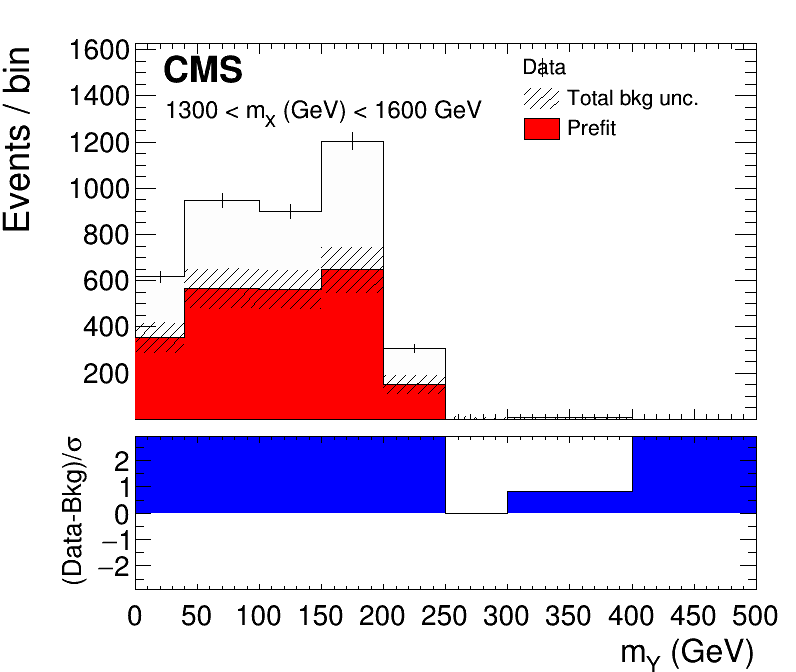 Events / bin
1600
1400
1200
1000
800
600
400
200
CMS
1300 < mX (GeV) < 1600 GeV
Data
Total bkg unc.
Prefit
(Data-Bkg)/σ
2
1
0
−1
−2
0 50 100 150 200 250 300 350 400 450 500
mY (GeV)